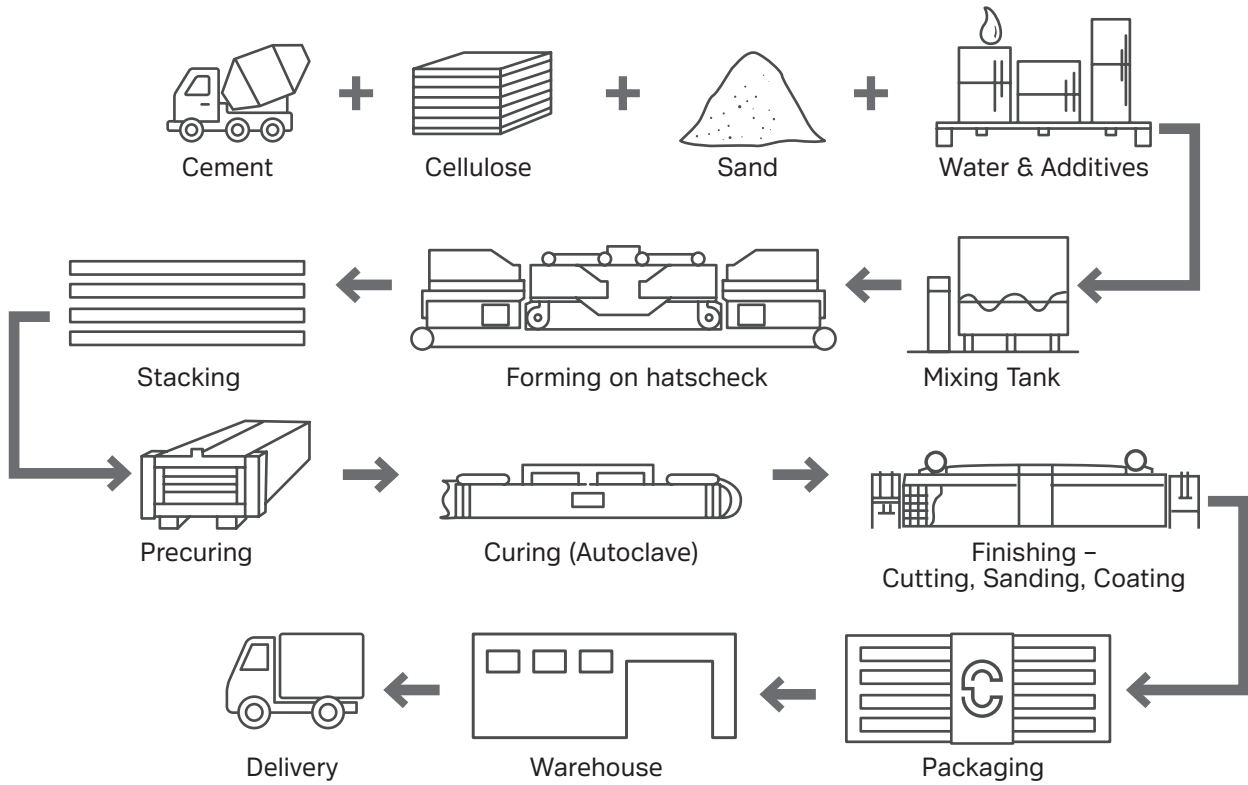 Cement
Cellulose
Sand
Water & Additives
Mixing Tank
Forming on hatscheck
Stacking
Precuring
Curing (Autoclave)
Finishing –
Cutting, Sanding, Coating
Packaging
Warehouse
Delivery